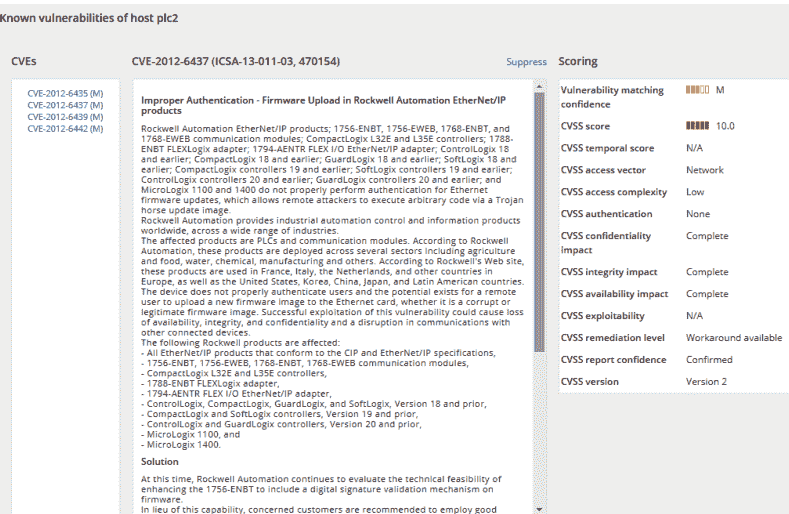 Known vulnerabilities of host plc2
CVEs
CVE-2012-6435 (M)
CVE-2012-6437 (M)
CVE-2012-6439 (M)
CVE-2012-6442 (M)
CVE-2012-6437 (ICSA-13-011-03, 470154)
Suppress
Improper Authentication - Firmware Upload in Rockwell Automation EtherNet/IP
products
Rockwell Automation EtherNet/IP products; 1756-ENBT, 1756-EWEB, 1768-ENBT, and
1768-EWEB communication modules; CompactLogix L32E and L35E controllers; 1788-
ENBT FLEXLogix adapter; 1794-AENTR FLEX I/O EtherNet/IP adapter; ControlLogix 18
and earlier; CompactLogix 18 and earlier; GuardLogix 18 and earlier; SoftLogix 18 and
earlier; CompactLogix controllers 19 and earlier; SoftLogix controllers 19 and earlier;
ControlLogix controllers 20 and earlier; GuardLogix controllers 20 and earlier; and
MicroLogix 1100 and 1400 do not properly perform authentication for Ethernet
firmware updates, which allows remote attackers to execute arbitrary code via a Trojan
horse update image.
Rockwell Automation provides industrial automation control and information products
worldwide, across a wide range of industries.
The affected products are PLCs and communication modules. According to Rockwell
Automation, these products are deployed across several sectors including agriculture
and food, water, chemical, manufacturing and others. According to Rockwell's Web site,
these products are used in France, Italy, the Netherlands, and other countries in
Europe, as well as the United States, Korea, China, Japan, and Latin American countries.
The device does not properly authenticate users and the potential exists for a remote
user to upload a new firmware image to the Ethernet card, whether it is a corrupt or
legitimate firmware image. Successful exploitation of this vulnerability could cause loss
of availability, integrity, and confidentiality and a disruption in communications with
other connected devices.
The following Rockwell products are affected:
- All EtherNet/IP products that conform to the CIP and EtherNet/IP specifications,
- 1756-ENBT, 1756-EWEB, 1768-ENBT, 1768-EWEB communication modules,
- CompactLogix L32E and L35E controllers,
- 1788-ENBT FLEXLogix adapter,
- 1794-AENTR FLEX I/O EtherNet/IP adapter,
- ControlLogix, CompactLogix, GuardLogix, and SoftLogix, Version 18 and prior,
- CompactLogix and SoftLogix controllers, Version 19 and prior,
- ControlLogix and GuardLogix controllers, Version 20 and prior,
- MicroLogix 1100, and
- MicroLogix 1400.
Solution
At this time, Rockwell Automation continues to evaluate the technical feasibility of
enhancing the 1756-ENBT to include a digital signature validation mechanism on
firmware.
In lieu of this capability, concerned customers are recommended to employ good
Scoring
Vulnerability matching
confidence
M
CVSS score
10.0
CVSS temporal score
N/A
CVSS access vector
Network
CVSS access complexity
Low
CVSS authentication
None
CVSS confidentiality
impact
Complete
CVSS integrity impact
Complete
CVSS availability impact
Complete
CVSS exploitability
N/A
CVSS remediation level
Workaround available
CVSS report confidence
Confirmed
CVSS version
Version 2